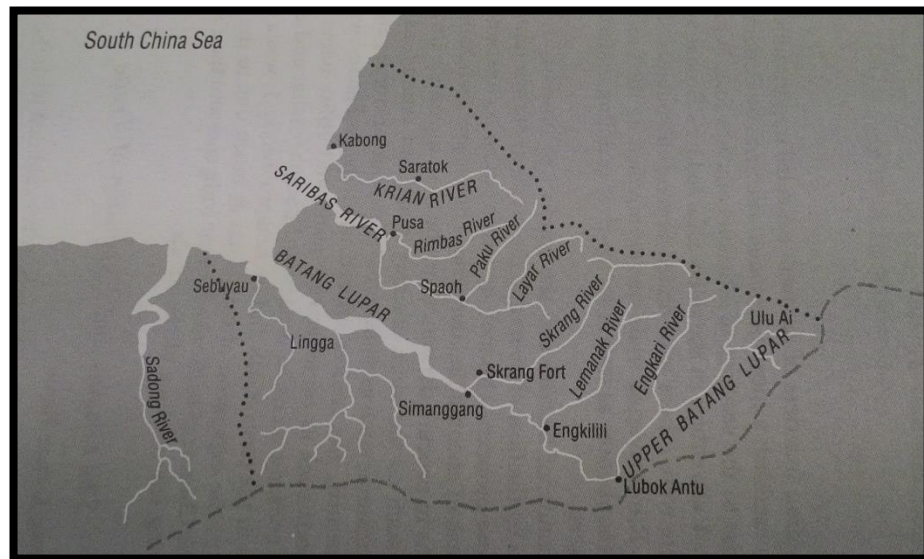 South China Sea
Kabong
Saratok
KRIAN RIVER
SARIBAS RIVER
Pusa
Rimbas River
Paku River
Layar River
BATANG LUPAR
Sebuyau
Spaoh
Skrang River
Lingga
Lemanak River
Engkari River
Ulu Ai
Sadong River
Skrang Fort
Simanggang
Engkilili
UPPER BATANG LUPAR
Lubok Antu